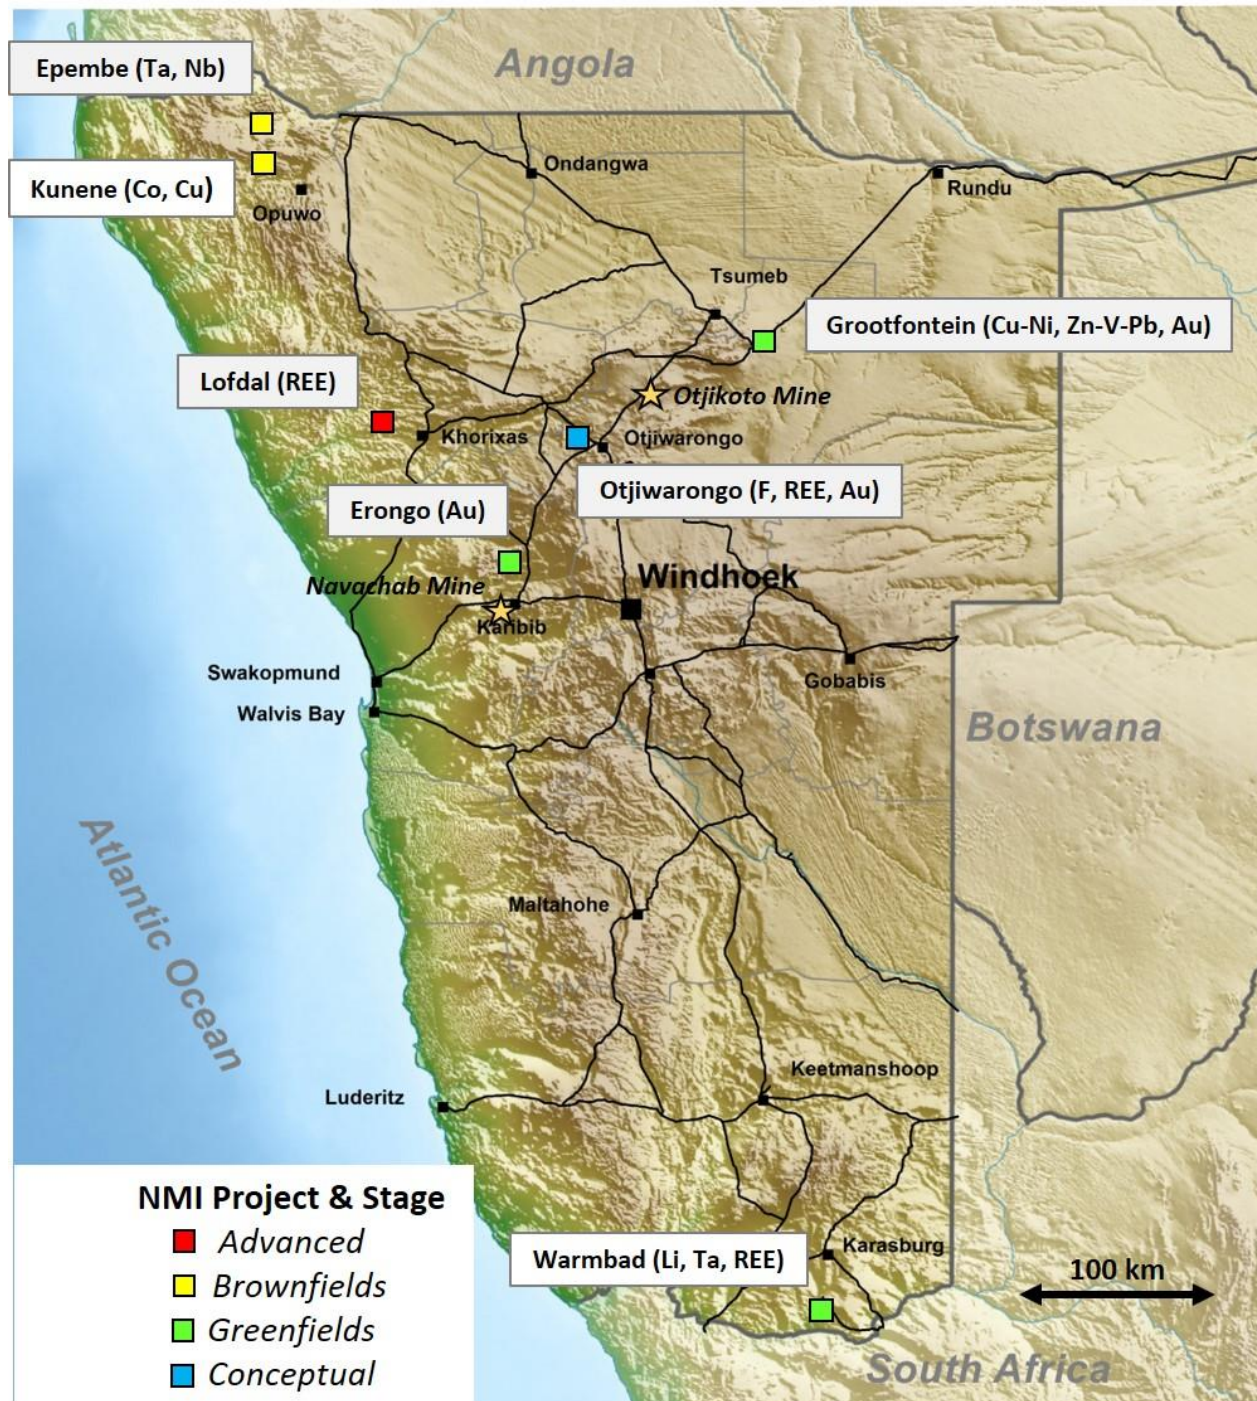 Angola
Epembe (Ta, Nb)
Kunene (Co, Cu)
Ondangwa
Rundu
Opuwo
Tsumeb
Grootfontein (Cu-Ni, Zn-V-Pb, Au)
Lofdal (REE)
Otjikoto Mine
Khorixas
Otjiwarongo
Otjiwarongo (F, REE, Au)
Erongo (Au)
Navachab Mine
Windhoek
Karibib
Swakopmund
Gobabis
Walvis Bay
Botswana
Atlantic Ocean
Maltahohe
Keetmanshoop
Luderitz
NMI Project & Stage
Advanced
Brownfields
Greenfields
Conceptual
Warmbad (Li, Ta, REE)
Karasburg
100 km
South Africa